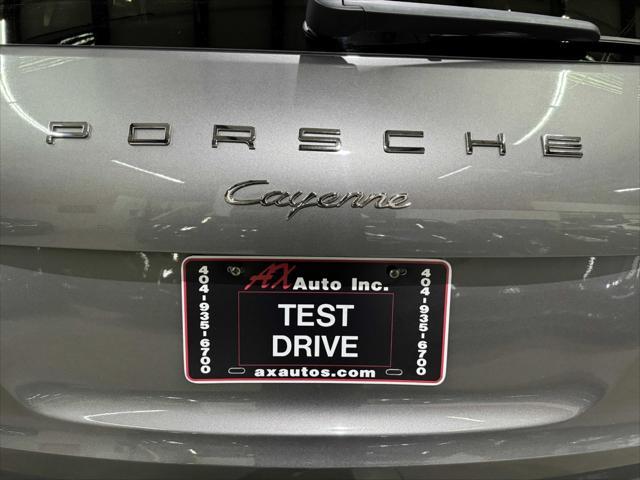 PORSCHE
Cayenne
AX Auto Inc.
404-935-6700
TEST
DRIVE
404-935-6700
axautos.com